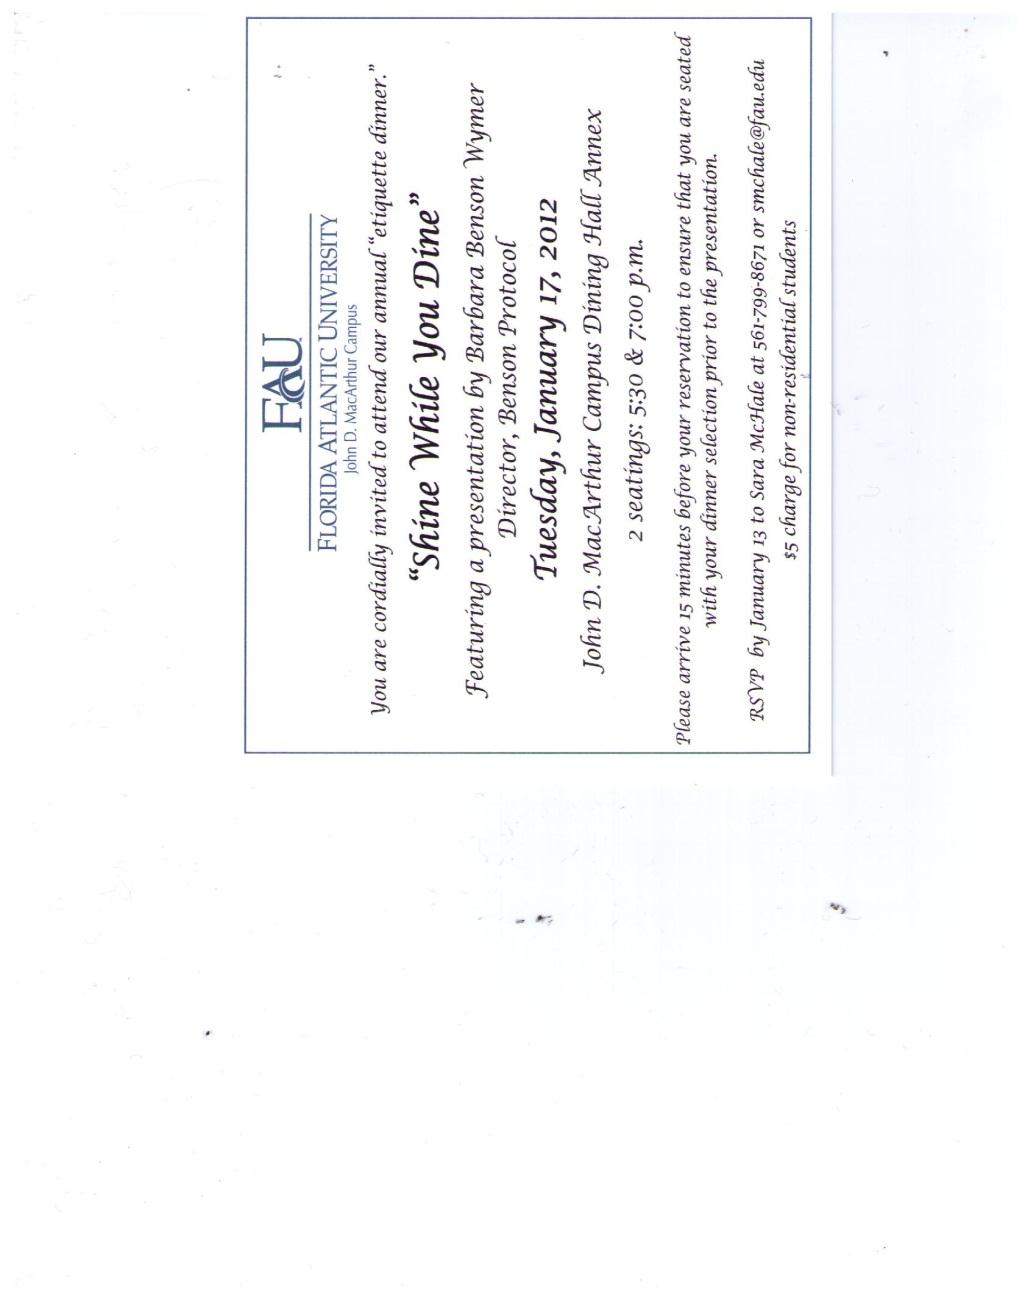 FAU
FLORIDA ATLANTIC UNIVERSITY
John D. MacArthur Campus
You are cordially invited to attend our annual "etiquette dinner."
"Shine While You Dine"
Featuring a presentation by Barbara Benson Wymer
Director, Benson Protocol
Tuesday, January 17, 2012
John D. MacArthur Campus Dining Hall Annex
2 seatings: 5:30 & 7:00 p.m.
Please arrive 15 minutes before your reservation to ensure that you are seated
with your dinner selection prior to the presentation.
RSVP by January 13 to Sara McHale at 561-799-8671 or smchale@fau.edu
$5 charge for non-residential students